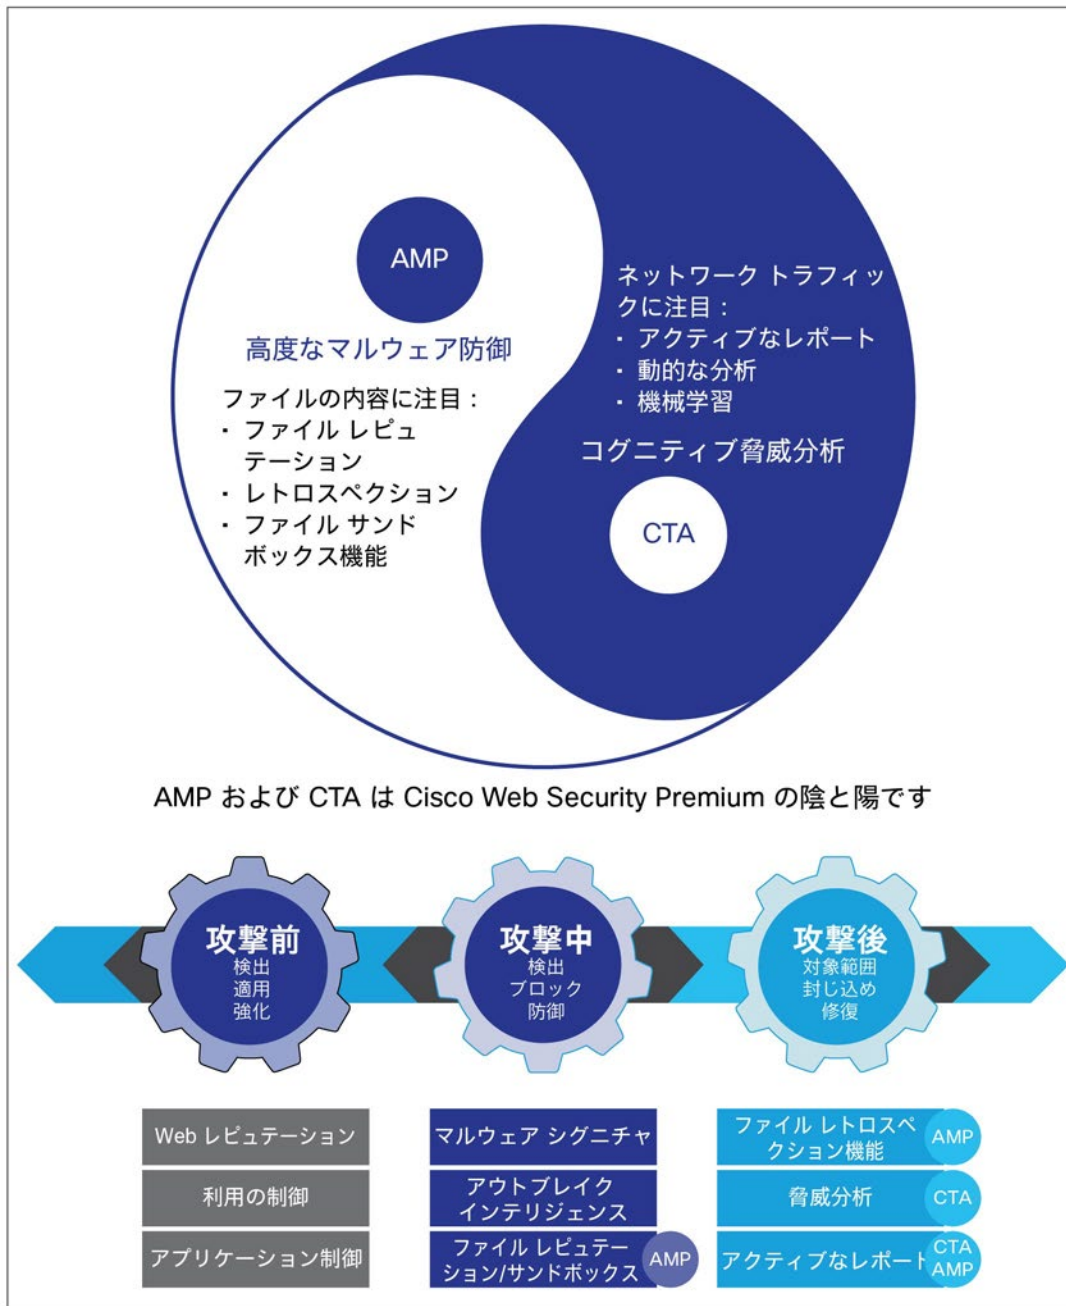 AMP
高度なマルウェア防御
ファイルの内容に注目：
・ファイル レピュ
テーション
・レトロスペクション
・ファイル サンド
ボックス機能
ネットワーク トラフィッ
クに注目：
・アクティブなレポート
・動的な分析
・機械学習
コグニティブ脅威分析
CTA
AMP および CTA は Cisco Web Security Premium の陰と陽です
攻撃前
検出
適用
強化
攻撃中
検出
ブロック
防御
攻撃後
対象範囲
封じ込め
修復
Web レピュテーション
利用の制御
アプリケーション制御
マルウェア シグニチャ
アウトブレイク
インテリジェンス
ファイル レピュテー
ション/サンドボックス
AMP
ファイル レトロスペ
クション機能
AMP
脅威分析
CTA
アクティブなレポート
CTA
AMP